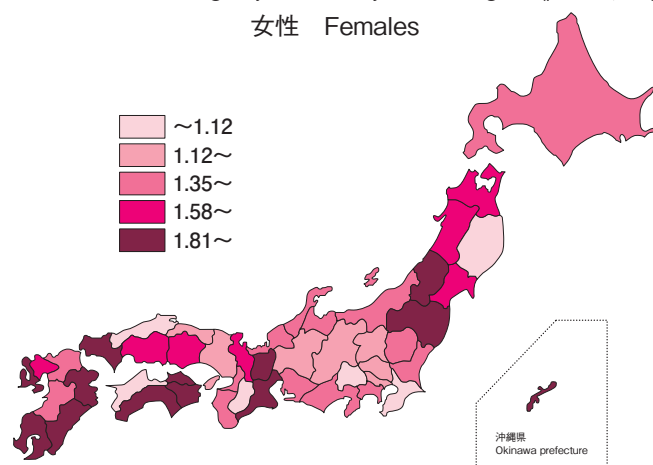 女性 Females
～1.12
1.12～
1.35～
1.58～
1.81～
沖縄県
Okinawa prefecture